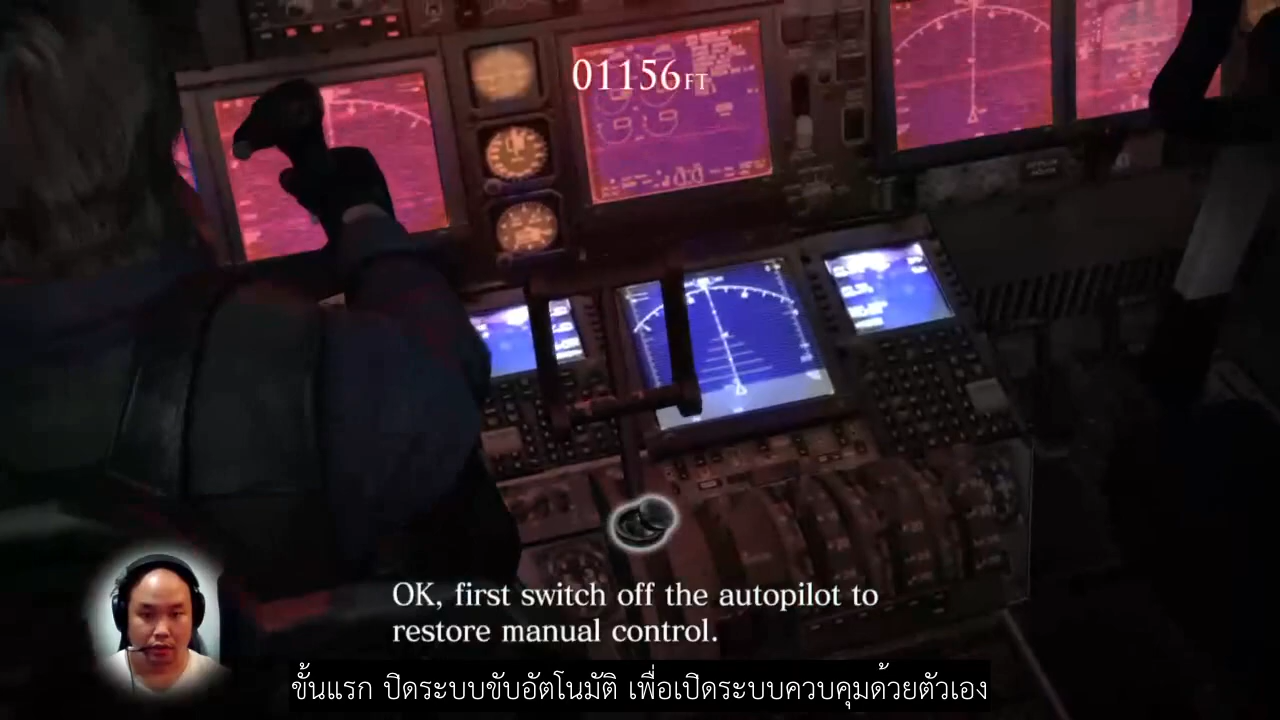 01156FT
OK, first switch off the autopilot to
restore manual control.
ขั้นแรก ปิดระบบขับอัตโนมัติ เพื่อเปิดระบบควบคุมด้วยตัวเอง